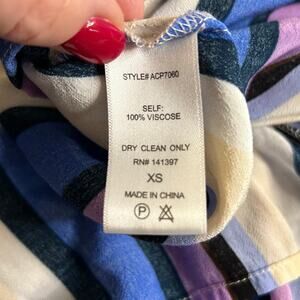 STYLE# ACP7060
SELF:
100% VISCOSE
DRY CLEAN ONLY
RN# 141397
XS
MADE IN CHINA
P